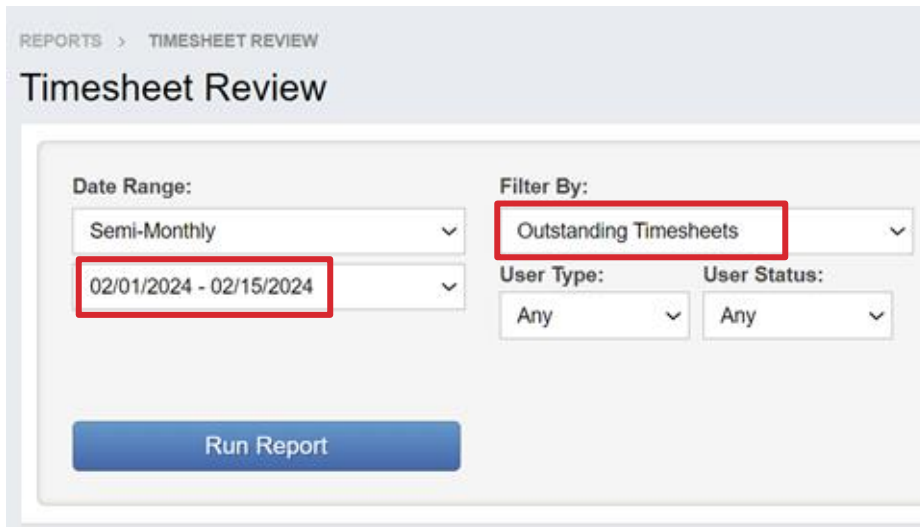 REPORTS > TIMESHEET REVIEW
Timesheet Review
Date Range:
Semi-Monthly
02/01/2024 - 02/15/2024
Filter By:
Outstanding Timesheets
User Type:
Any
User Status:
Any
Run Report